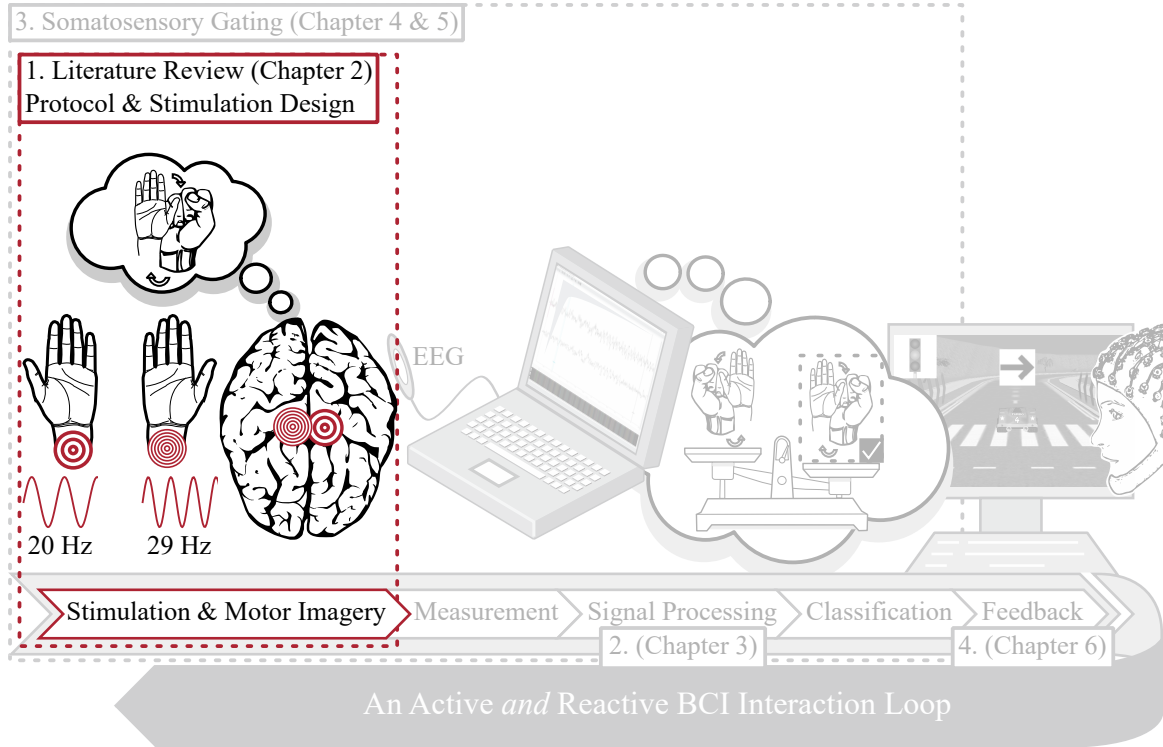 3. Somatosensory Gating (Chapter 4 & 5)
1. Literature Review (Chapter 2)
Protocol & Stimulation Design
EEG
20 Hz
29 Hz
Stimulation & Motor Imagery
Measurement
Signal Processing
Classification
Feedback
2. (Chapter 3)
4. (Chapter 6)
An Active and Reactive BCI Interaction Loop